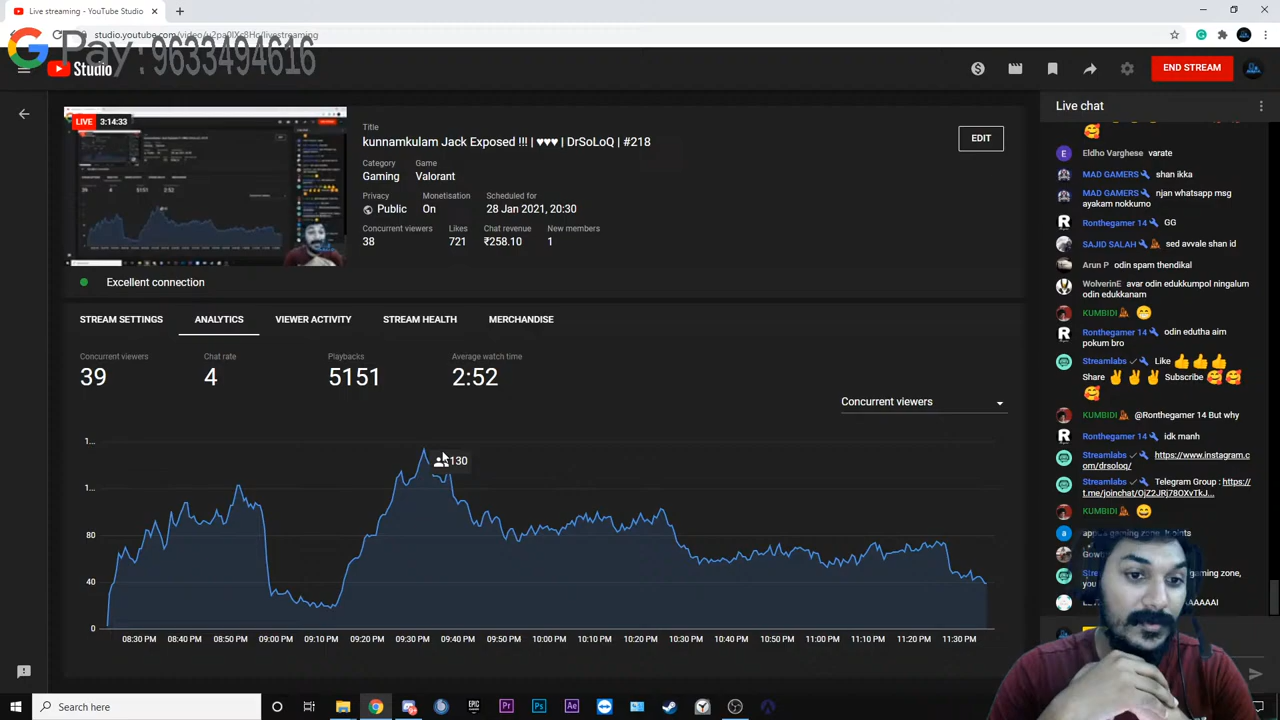 Live streaming - YouTube Studio
Pay : 9633494616
Studio
END STREAM
LIVE 3:14:33
Title
kunnamkulam Jack Exposed !!! | ♥♥♥ | DrSoLoQ | #218
EDIT
Category Game
Gaming Valorant
Privacy Monetisation Scheduled for
Public On 28 Jan 2021, 20:30
Concurrent viewers Likes Chat revenue New members
38 721 ₹258.10 1
Excellent connection
STREAM SETTINGS ANALYTICS VIEWER ACTIVITY STREAM HEALTH MERCHANDISE
Concurrent viewers Chat rate Playbacks Average watch time
39 4 5151 2:52
Concurrent viewers
1...
130
1...
80
40
0
08:30 PM 08:40 PM 08:50 PM 09:00 PM 09:10 PM 09:20 PM 09:30 PM 09:40 PM 09:50 PM 10:00 PM 10:10 PM 10:20 PM 10:30 PM 10:40 PM 10:50 PM 11:00 PM 11:10 PM 11:20 PM 11:30 PM
Live chat
🥰
Eldho Varghese varate
MAD GAMERS shan ikka
MAD GAMERS njan whatsapp msg
ayakam nokkumo
Ronthegamer 14 GG
SAJID SALAH sed avvale shan id
Arun P odin spam thendikal
WolverinE avar odin edukkumpol ningalum
odin edukkanam
KUMBIDI 😁
Ronthegamer 14 odin edutha aim
pokum bro
Streamlabs Like 👍👍👍
Share ✌✌✌ Subscribe 🥰🥰
🥰
KUMBIDI @Ronthegamer 14 But why
Ronthegamer 14 idk manh
Streamlabs https://www.instagram.c
om/drsoloq/
Streamlabs Telegram Group : https:/
/t.me/joinchat/OjZ2JRj78OXvTkJ...
KUMBIDI 😄
gaming zone,
Search here